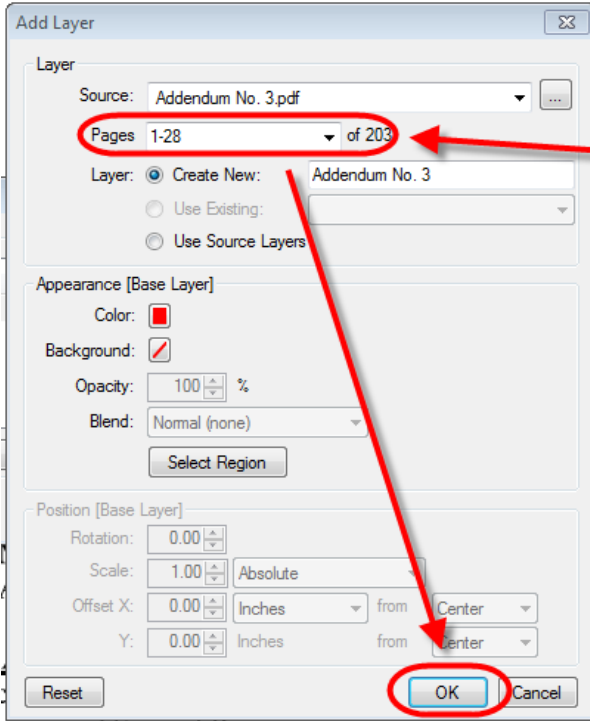 Add Layer
Layer
Source: Addendum No. 3.pdf ...
Pages 1-28 of 203
Layer: Create New: Addendum No. 3
Use Existing:
Use Source Layers
Appearance [Base Layer]
Color:
Background:
Opacity: 100 %
Blend: Normal (none)
Select Region
Position [Base Layer]
Rotation: 0.00
Scale: 1.00 Absolute
Offset X: 0.00 Inches from Center
Y: 0.00 Inches from Center
Reset OK Cancel